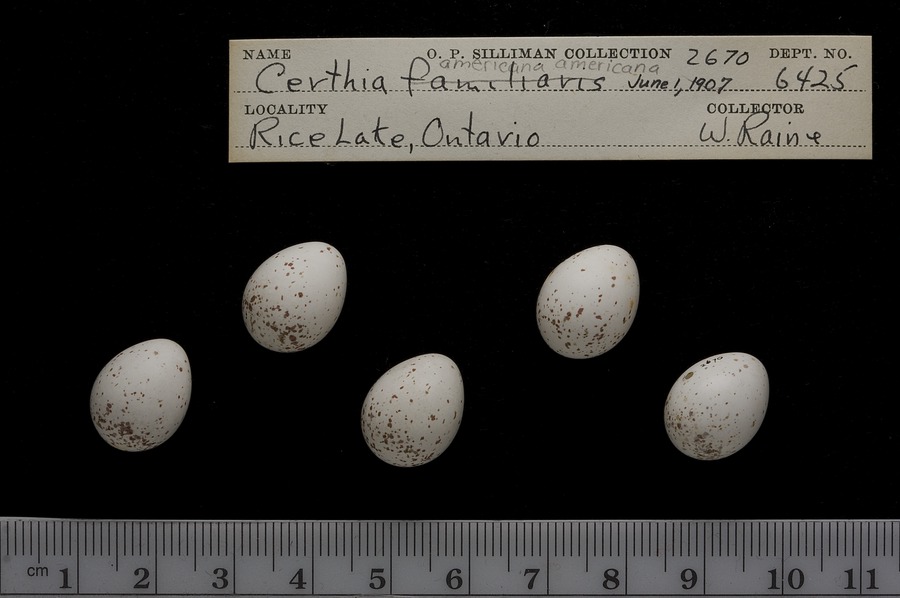 NAME O. P. SILLIMAN COLLECTION 2670 DEPT. NO.
americana americana
Certhia familiaris June 1, 1907 6425
LOCALITY COLLECTOR
Rice Lake, Ontario W. Raine
cm 1 2 3 4 5 6 7 8 9 10 11